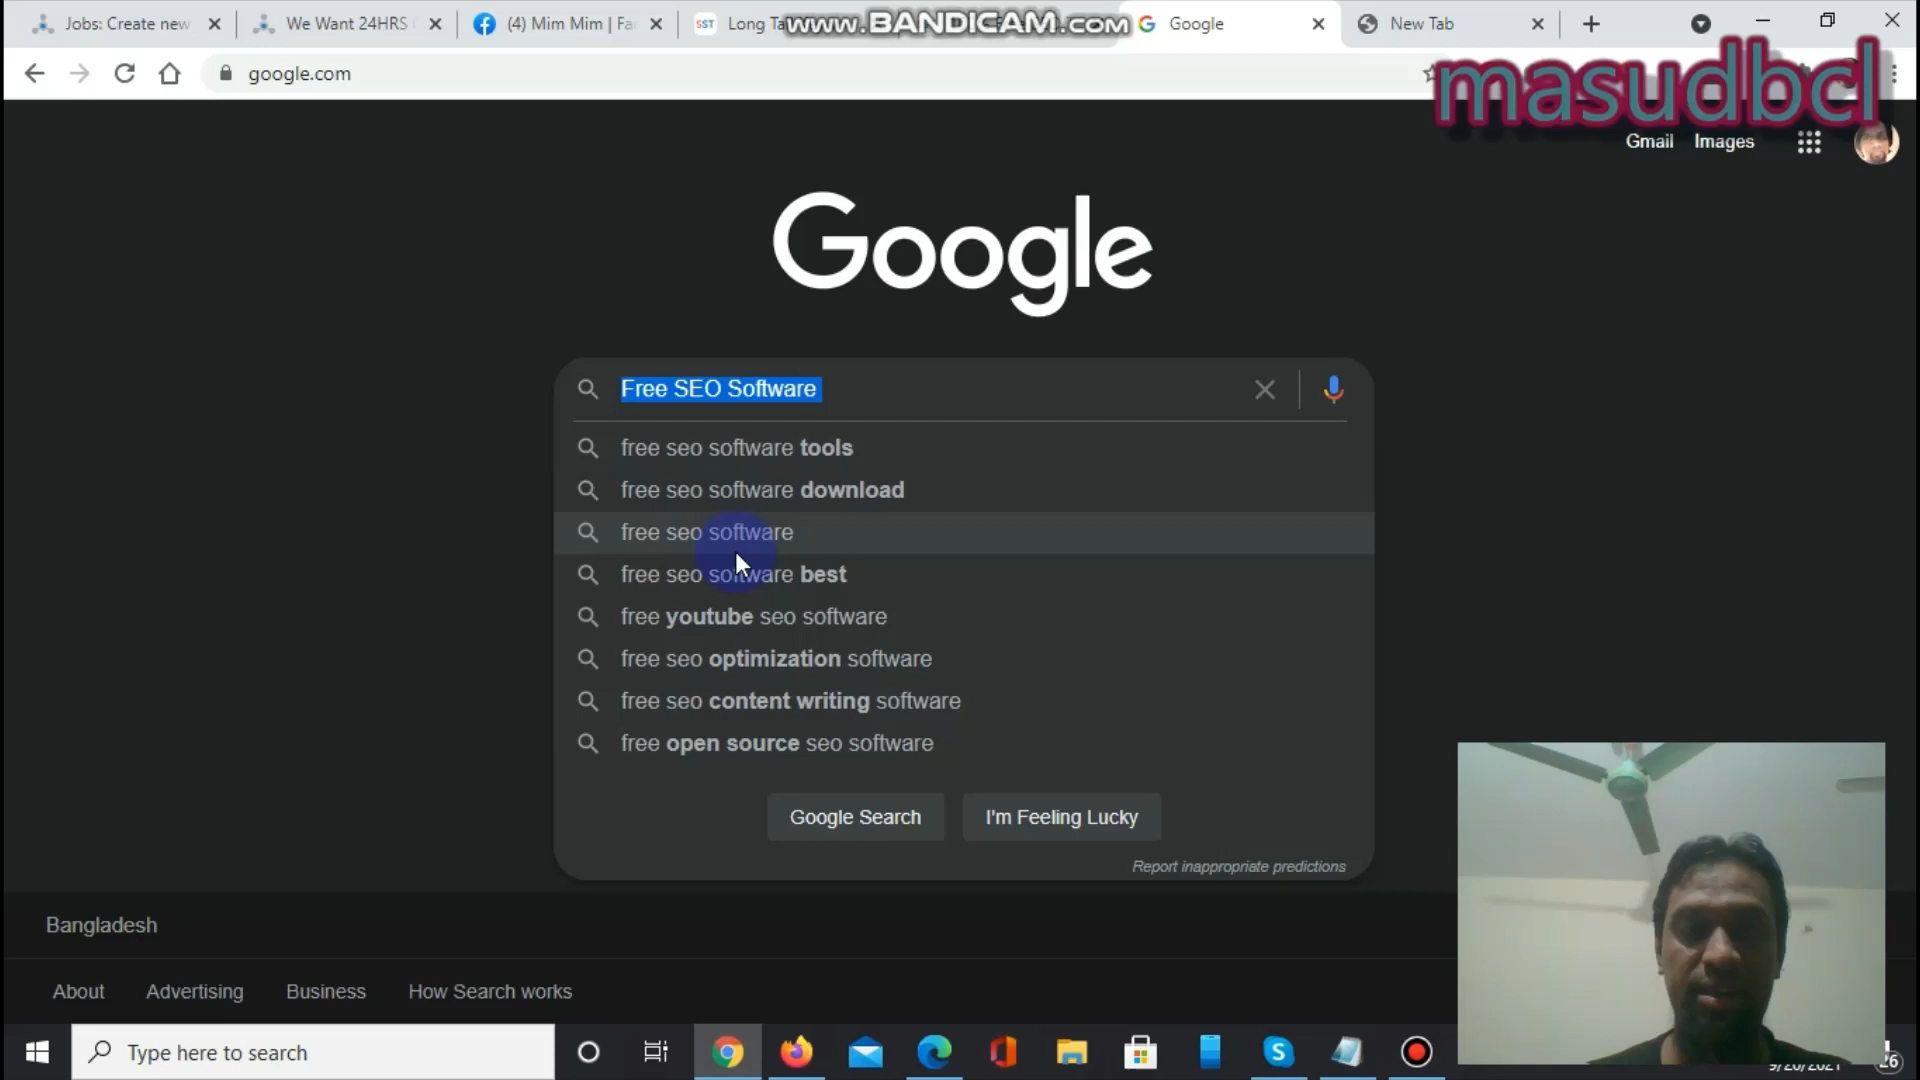 Jobs: Create new
We Want 24HRS
(4) Mim Mim | Fa
SST Long Ta
www.BANDICAM.com
Google
New Tab
google.com
masudbcl
Gmail Images
Google
Free SEO Software
free seo software tools
free seo software download
free seo software
free seo software best
free youtube seo software
free seo optimization software
free seo content writing software
free open source seo software
Google Search I'm Feeling Lucky
Report inappropriate predictions
Bangladesh
About Advertising Business How Search works
Type here to search
26